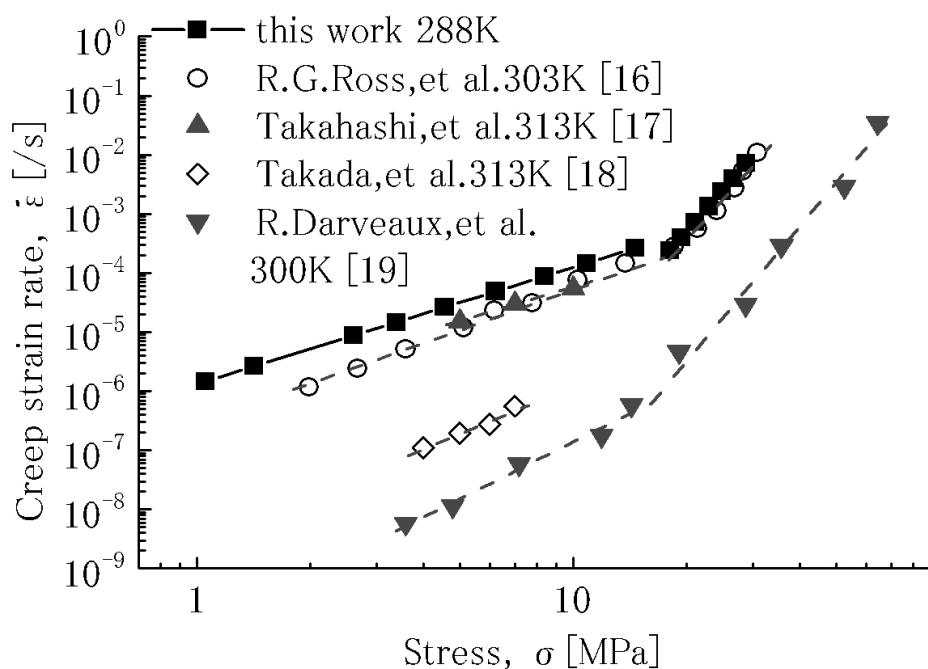 10⁰
10⁻¹
10⁻²
10⁻³
10⁻⁴
10⁻⁵
10⁻⁶
10⁻⁷
10⁻⁸
10⁻⁹
Creep strain rate, ε̇ [/s]
this work 288K
R.G.Ross,et al.303K [16]
Takahashi,et al.313K [17]
Takada,et al.313K [18]
R.Darveaux,et al.
300K [19]
1 10
Stress, σ [MPa]